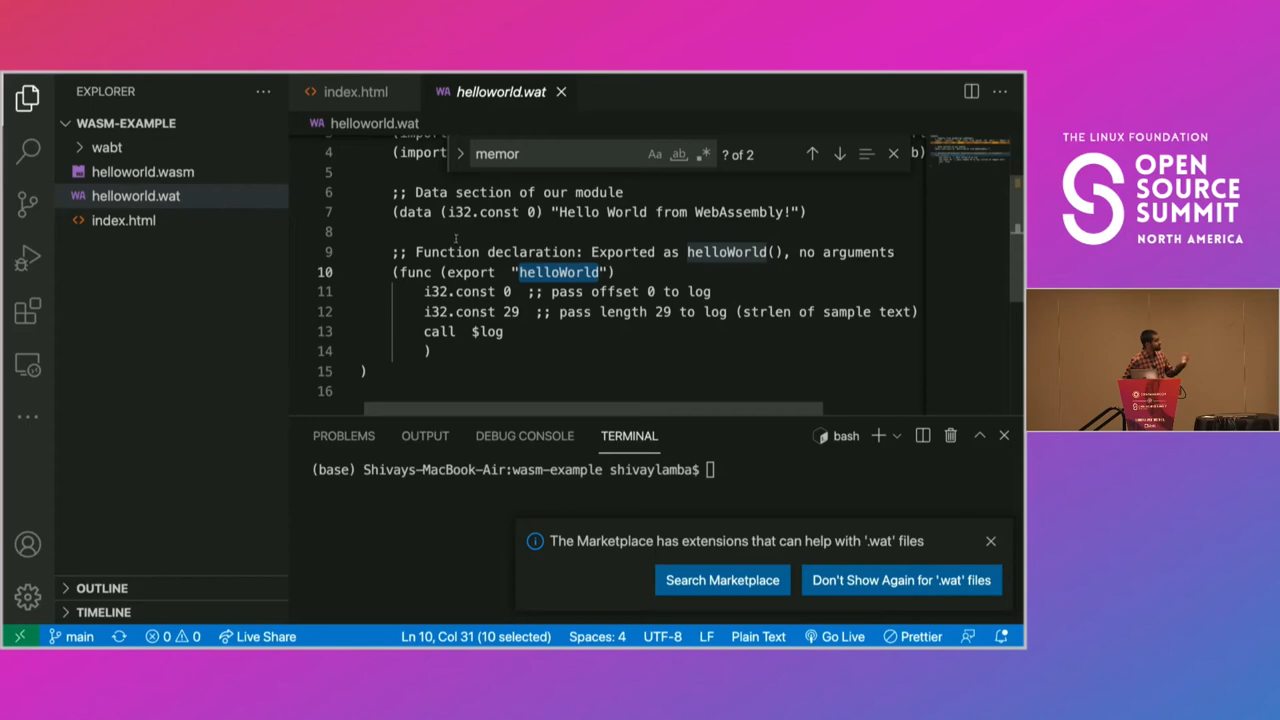 EXPLORER
WASM-EXAMPLE
wabt
helloworld.wasm
WA helloworld.wat
index.html
OUTLINE
TIMELINE
index.html
WA helloworld.wat
WA helloworld.wat
memor
Aa ab
? of 2
4 (import b)
5
6 ;; Data section of our module
7 (data (i32.const 0) "Hello World from WebAssembly!")
8
9 ;; Function declaration: Exported as helloWorld(), no arguments
10 (func (export "helloWorld")
11 i32.const 0 ;; pass offset 0 to log
12 i32.const 29 ;; pass length 29 to log (strlen of sample text)
13 call $log
14 )
15 )
16
PROBLEMS OUTPUT DEBUG CONSOLE TERMINAL
bash
(base) Shivays-MacBook-Air:wasm-example shivaylamba$
The Marketplace has extensions that can help with '.wat' files
Search Marketplace
Don't Show Again for '.wat' files
main 0 0 Live Share Ln 10, Col 31 (10 selected) Spaces: 4 UTF-8 LF Plain Text Go Live Prettier
THE LINUX FOUNDATION
OPEN
SOURCE
SUMMIT
NORTH AMERICA